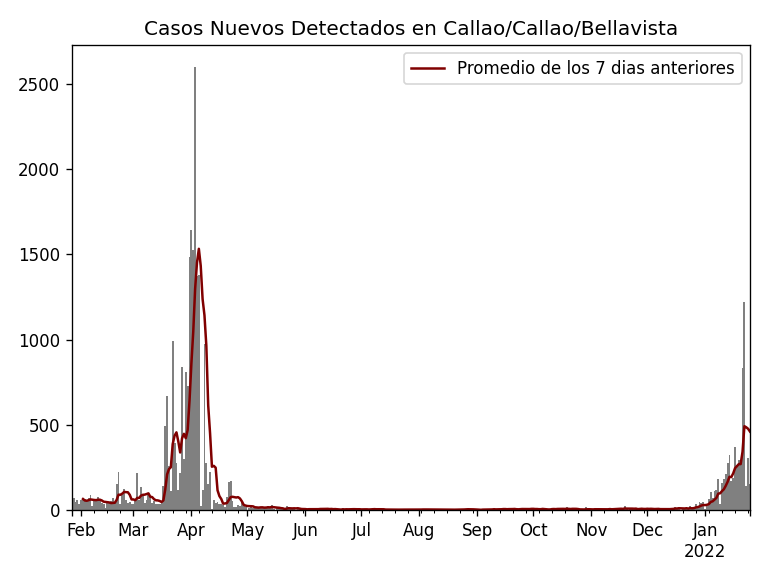 Casos Nuevos Detectados en Callao/Callao/Bellavista
Promedio de los 7 dias anteriores
2500
2000
1500
1000
500
0
Feb Mar Apr May Jun Jul Aug Sep Oct Nov Dec Jan
2022